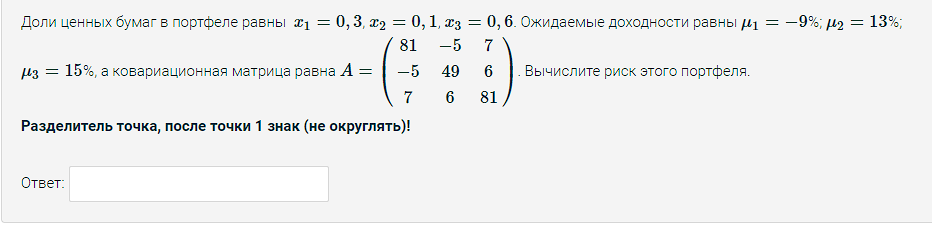 Доли ценных бумаг в портфеле равны x₁ = 0, 3, x₂ = 0, 1, x₃ = 0, 6. Ожидаемые доходности равны μ₁ = −9%; μ₂ = 13%;
μ₃ = 15%, а ковариационная матрица равна A = ( 81 −5 7
−5 49 6
7 6 81 ). Вычислите риск этого портфеля.
Разделитель точка, после точки 1 знак (не округлять)!
Ответ: